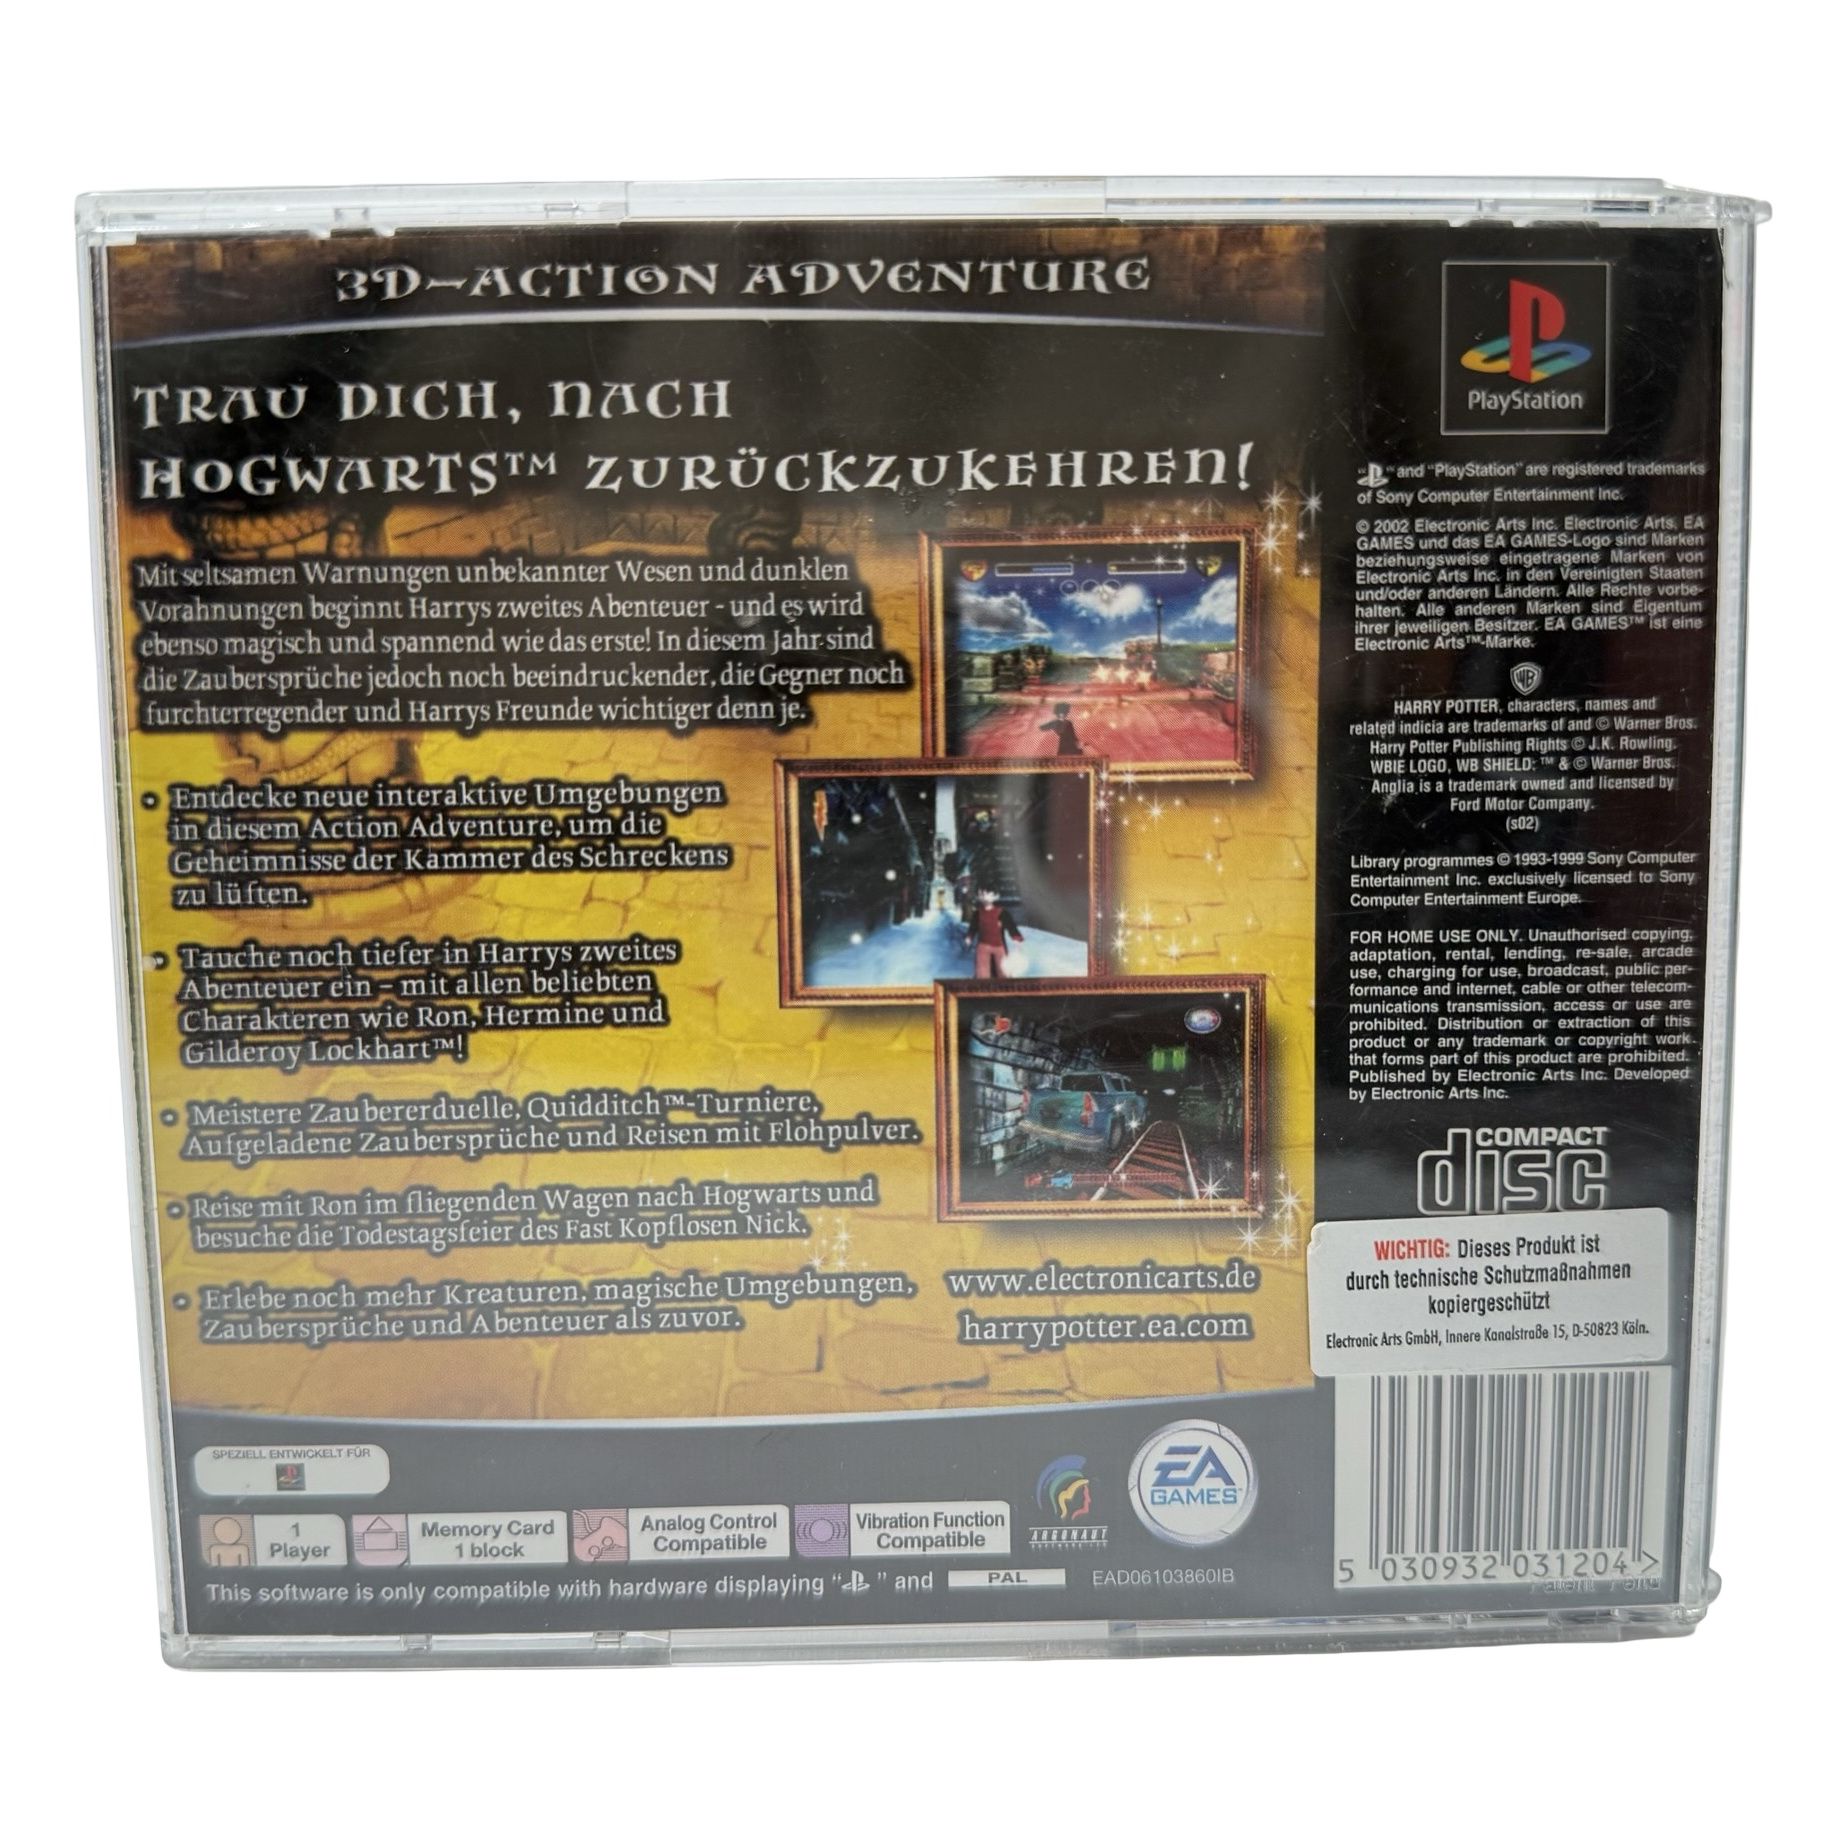 3D-ACTION ADVENTURE
TRAU DICH, NACH
HOGWARTS™ ZURÜCKZUKEHREN!
Mit seltsamen Warnungen unbekannter Wesen und dunklen
Vorahnungen beginnt Harrys zweites Abenteuer - und es wird
ebenso magisch und spannend wie das erste! In diesem Jahr sind
die Zaubersprüche jedoch noch beeindruckender, die Gegner noch
furchterregender und Harrys Freunde wichtiger denn je.
• Entdecke neue interaktive Umgebungen
in diesem Action Adventure, um die
Geheimnisse der Kammer des Schreckens
zu lüften.
• Tauche noch tiefer in Harrys zweites
Abenteuer ein – mit allen beliebten
Charakteren wie Ron, Hermine und
Gilderoy Lockhart™!
• Meistere Zaubererduelle, Quidditch™-Turniere,
Aufgeladene Zaubersprüche und Reisen mit Flohpulver.
• Reise mit Ron im fliegenden Wagen nach Hogwarts und
besuche die Todestagsfeier des Fast Kopflosen Nick.
• Erlebe noch mehr Kreaturen, magische Umgebungen,
Zaubersprüche und Abenteuer als zuvor.
www.electronicarts.de
harrypotter.ea.com
SPEZIELL ENTWICKELT FÜR
1
Player
Memory Card
1 block
Analog Control
Compatible
Vibration Function
Compatible
ARGONAUT
EA
GAMES
This software is only compatible with hardware displaying " " and PAL
EAD06103860IB
PlayStation
" " and "PlayStation" are registered trademarks
of Sony Computer Entertainment Inc.
© 2002 Electronic Arts Inc. Electronic Arts, EA
GAMES und das EA GAMES-Logo sind Marken
beziehungsweise eingetragene Marken von
Electronic Arts Inc. in den Vereinigten Staaten
und/oder anderen Ländern. Alle Rechte vorbe-
halten. Alle anderen Marken sind Eigentum
ihrer jeweiligen Besitzer. EA GAMES™ ist eine
Electronic Arts™-Marke.
WB
HARRY POTTER, characters, names and
related indicia are trademarks of and © Warner Bros.
Harry Potter Publishing Rights © J.K. Rowling.
WBIE LOGO, WB SHIELD: ™ & © Warner Bros.
Anglia is a trademark owned and licensed by
Ford Motor Company.
(s02)
Library programmes © 1993-1999 Sony Computer
Entertainment Inc. exclusively licensed to Sony
Computer Entertainment Europe.
FOR HOME USE ONLY. Unauthorised copying,
adaptation, rental, lending, re-sale, arcade
use, charging for use, broadcast, public per-
formance and internet, cable or other telecom-
munications transmission, access or use are
prohibited. Distribution or extraction of this
product or any trademark or copyright work
that forms part of this product are prohibited.
Published by Electronic Arts Inc. Developed
by Electronic Arts Inc.
COMPACT
disc
WICHTIG: Dieses Produkt ist
durch technische Schutzmaßnahmen
kopiergeschützt
Electronic Arts GmbH, Innere Kanalstraße 15, D-50823 Köln.
5 030932 031204 >